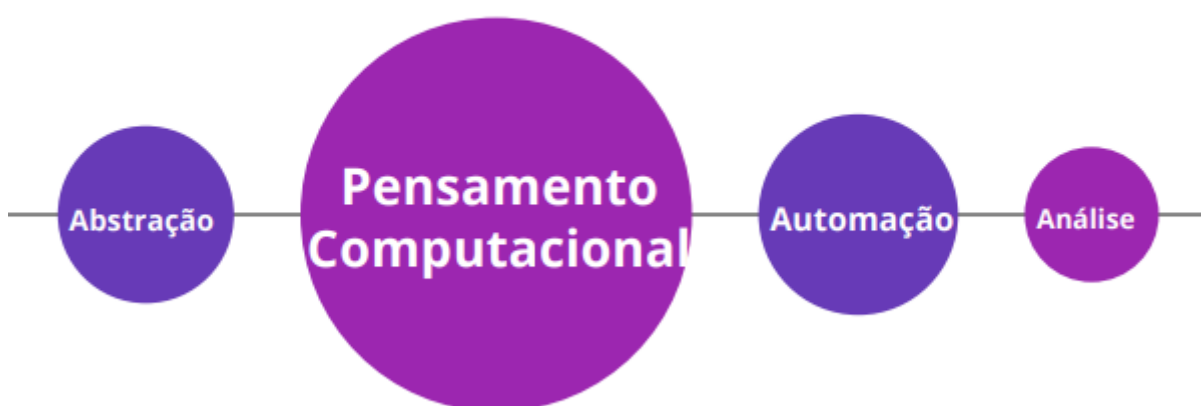 Abstração
Pensamento
Computacional
Automação
Análise